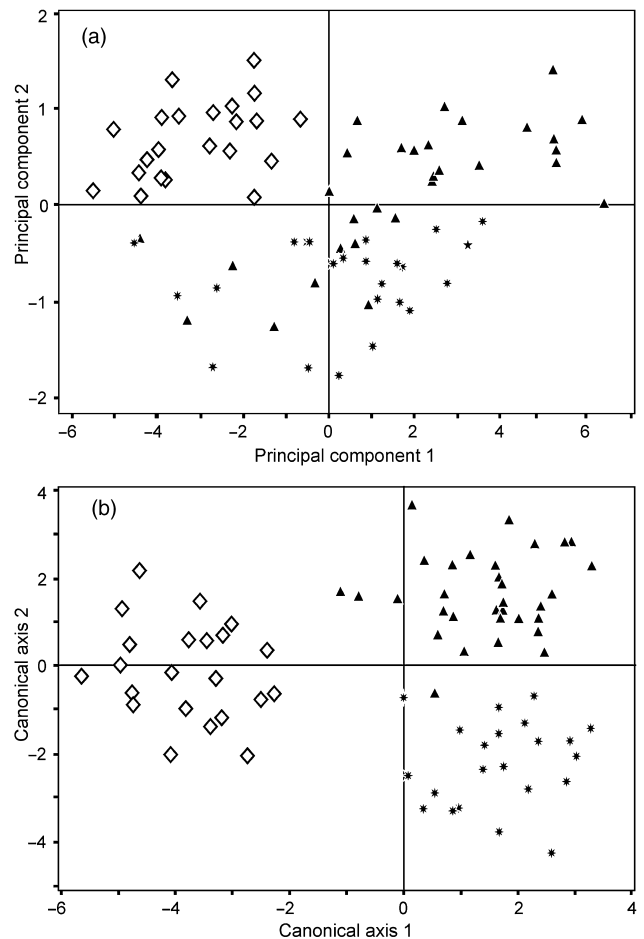 (a)
Principal component 2
2
1
0
−1
−2
−6 −4 −2 0 2 4 6
Principal component 1
(b)
Canonical axis 2
4
2
0
−2
−4
−6 −4 −2 0 2 4
Canonical axis 1